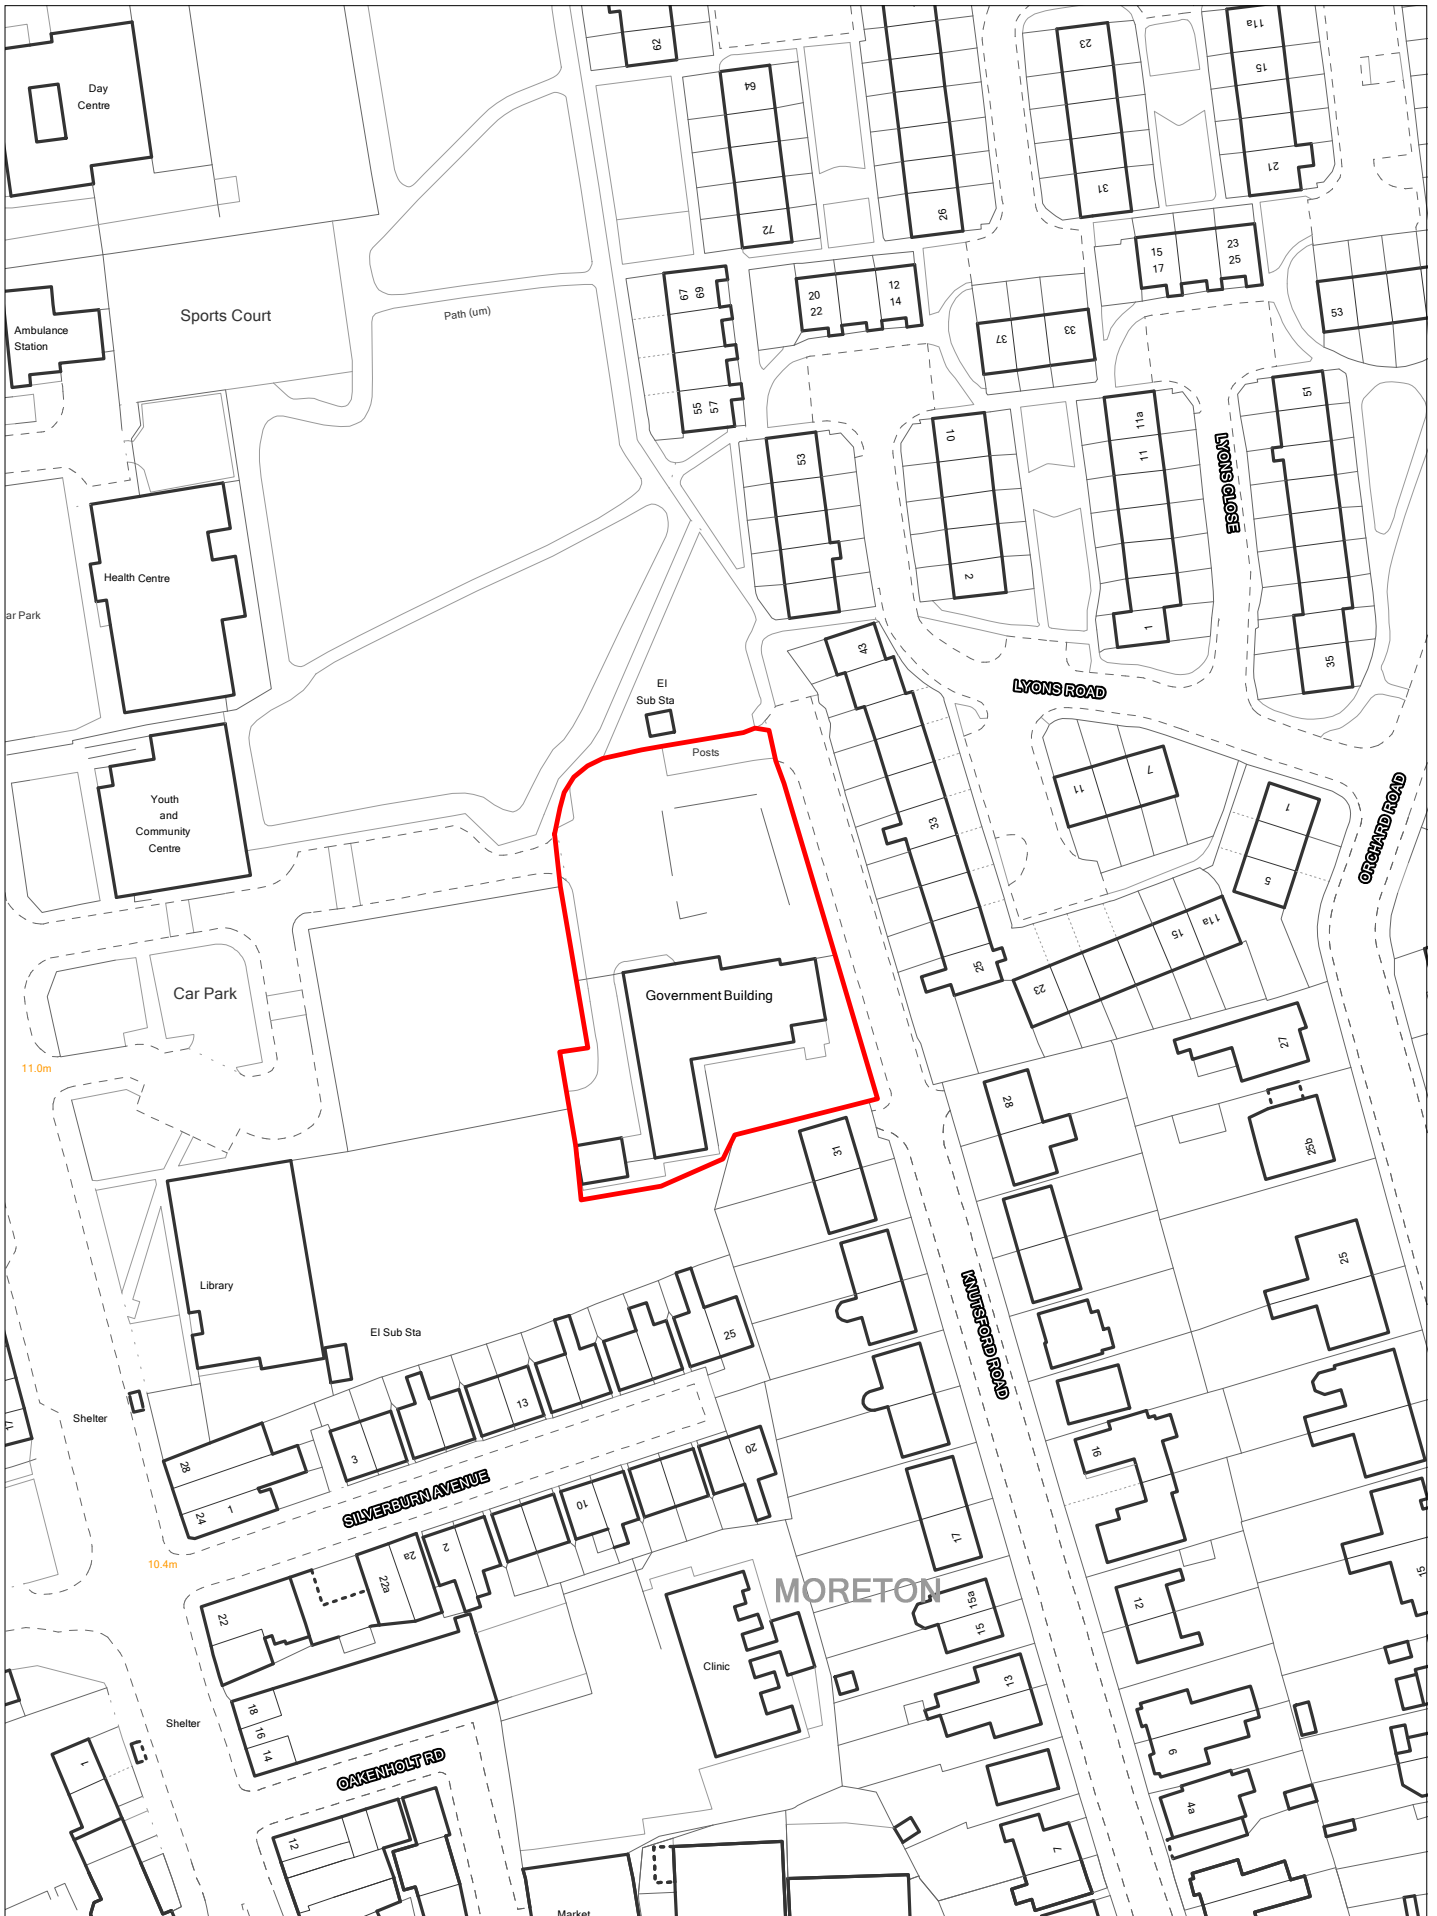 62
23
11a
15
64
Day
Centre
21
31
26
72
15
17
23
25
67
69
20
22
12
14
Sports Court
Path (um)
53
Ambulance
Station
37
33
51
55
57
11a
10
11
53
LYONS CLOSE
Health Centre
2
ar Park
1
43
35
El
Sub Sta
LYONS ROAD
Posts
7
11
Youth
and
Community
Centre
1
33
ORCHARD ROAD
5
15
11a
25
Car Park
Government Building
23
27
11.0m
28
31
25b
25
Library
KNUTSFORD ROAD
El Sub Sta
25
13
Shelter
17
3
28
20
16
SILVERBURN AVENUE
10
1
24
17
2
2a
10.4m
22a
15
MORETON
22
15a
15
12
Clinic
13
18
16
14
Shelter
6
1
OAKENHOLT RD
4a
12
7
Market